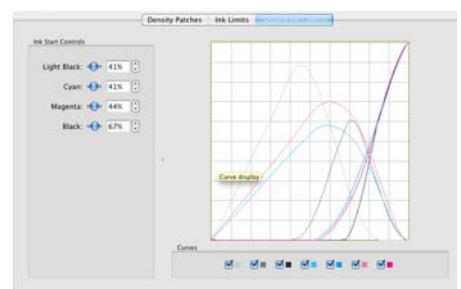 Density Patches Ink Limits
Ink Start Controls
Light Black: 41%
Cyan: 41%
Magenta: 44%
Black: 67%
Curve display
Curves